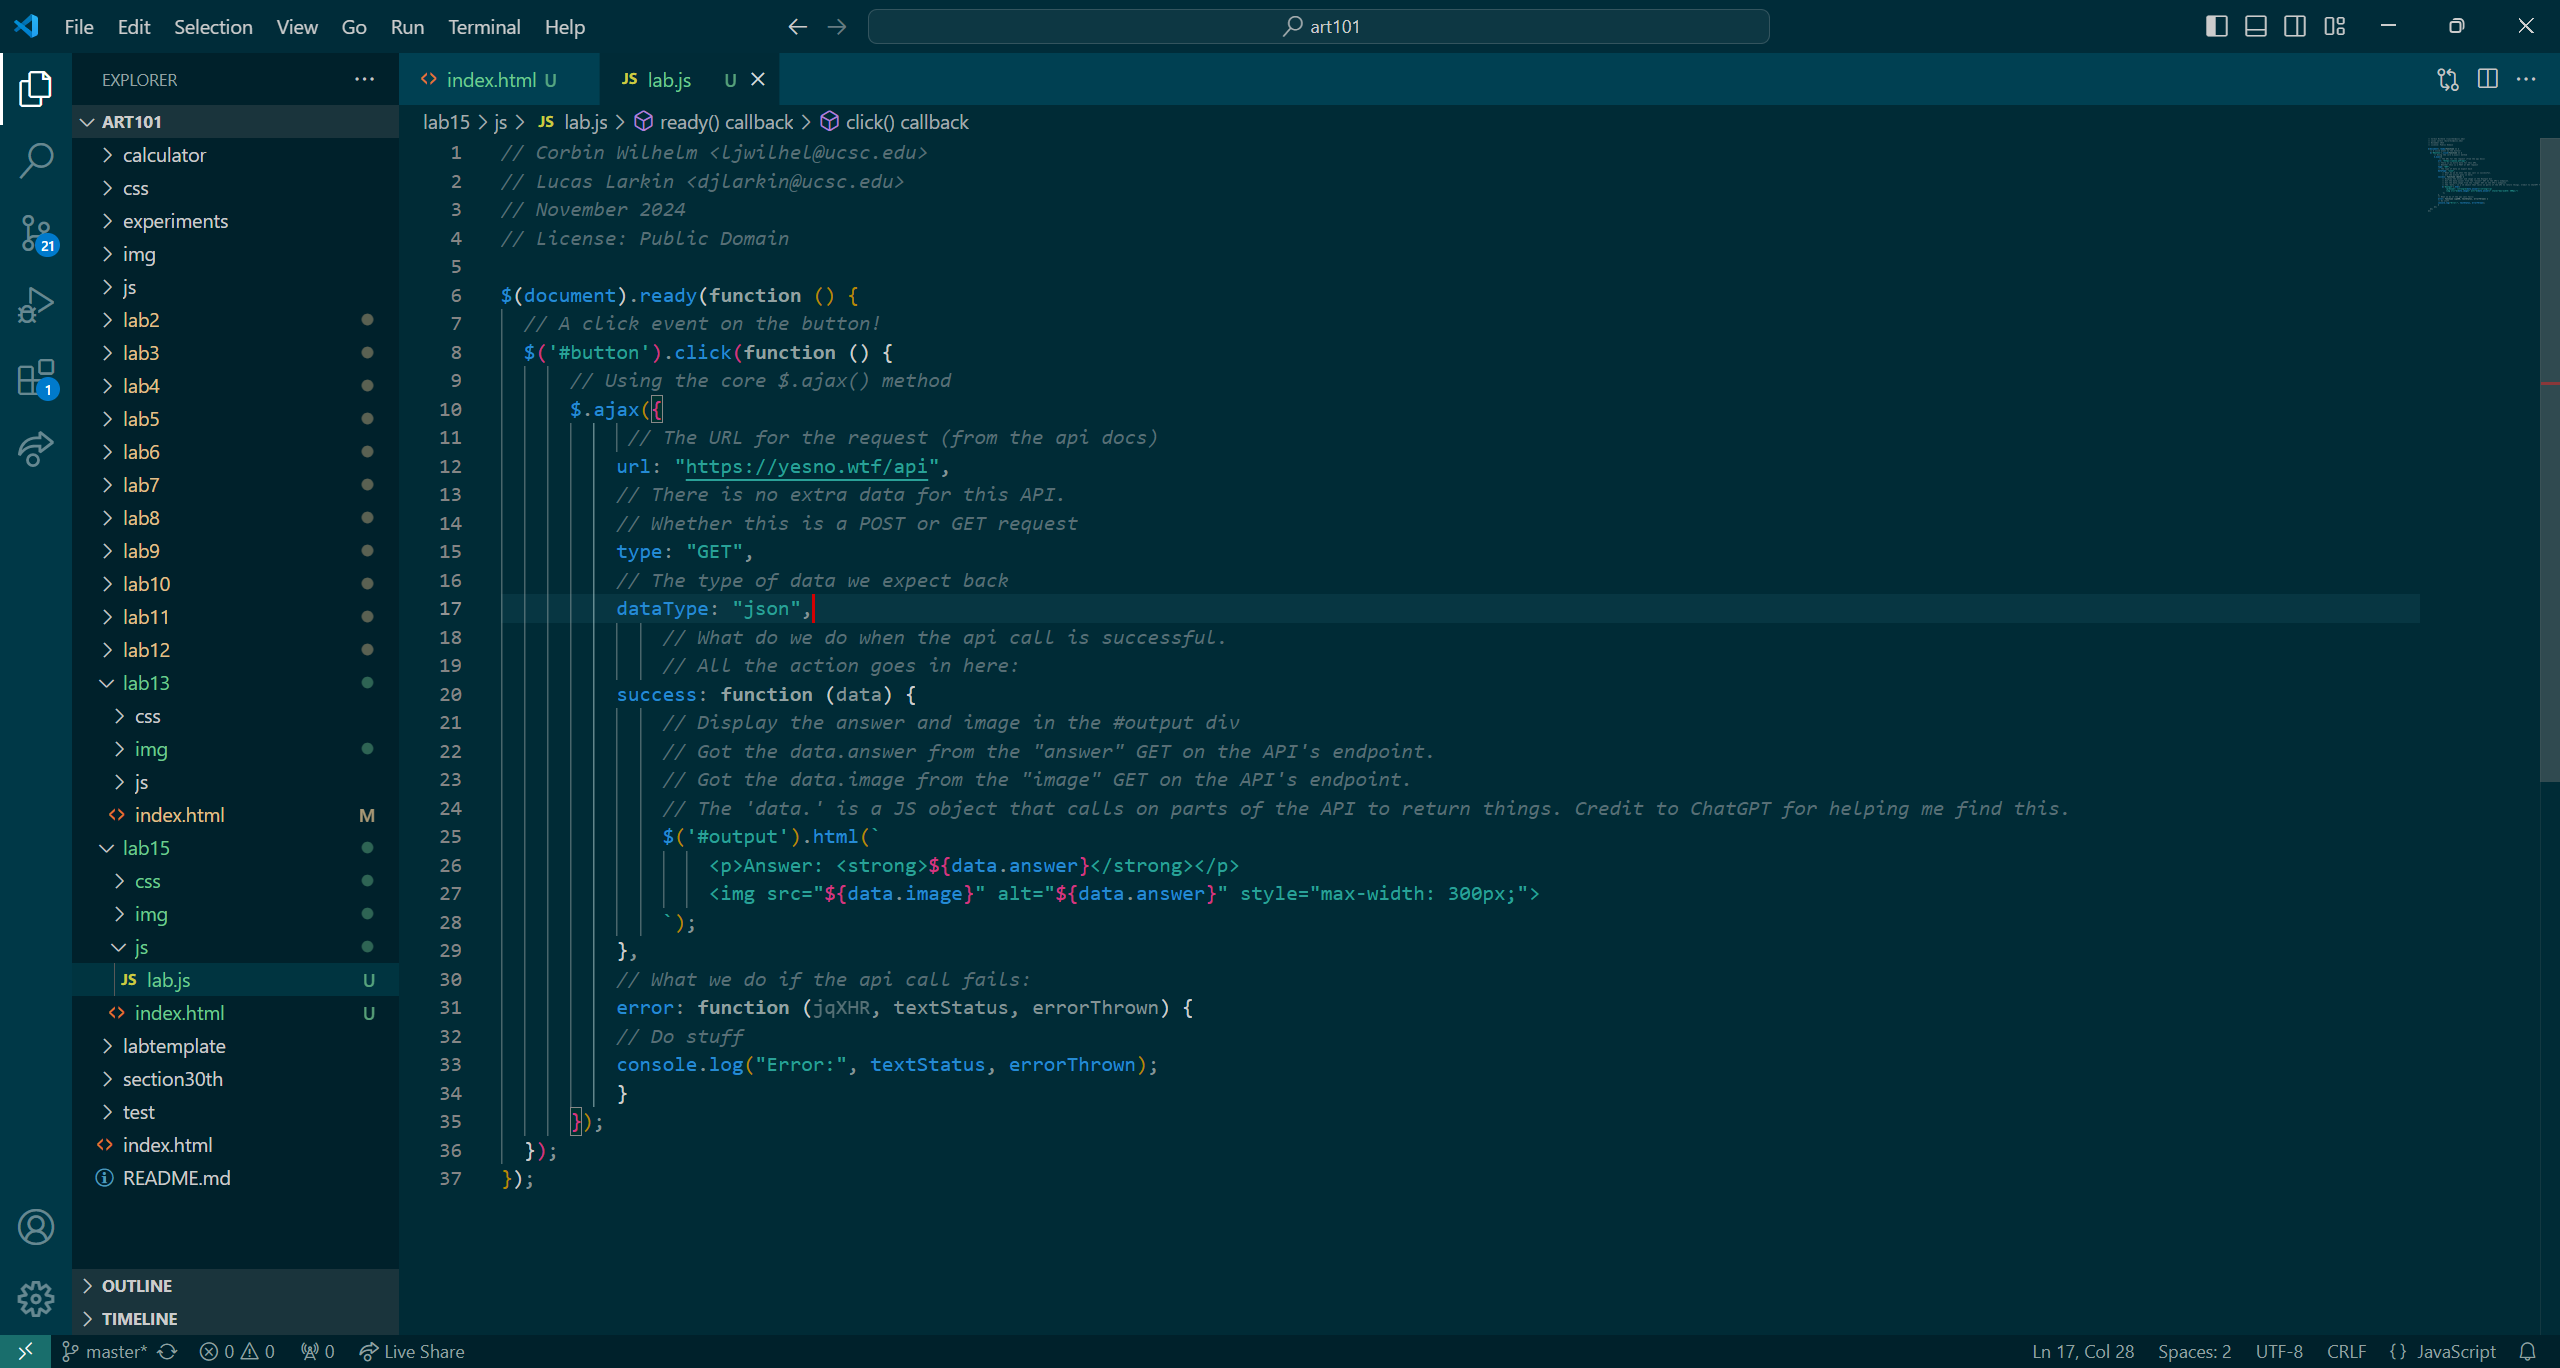 File Edit Selection View Go Run Terminal Help
art101
EXPLORER
ART101
calculator
css
experiments
img
js
lab2
lab3
lab4
lab5
lab6
lab7
lab8
lab9
lab10
lab11
lab12
lab13
css
img
js
index.html M
lab15
css
img
js
JS lab.js U
index.html U
labtemplate
section30th
test
index.html
README.md
OUTLINE
TIMELINE
21
1
index.html U JS lab.js U
lab15 > js > JS lab.js > ready() callback > click() callback
1 // Corbin Wilhelm <ljwilhel@ucsc.edu>
2 // Lucas Larkin <djlarkin@ucsc.edu>
3 // November 2024
4 // License: Public Domain
5
6 $(document).ready(function () {
7 // A click event on the button!
8 $('#button').click(function () {
9 // Using the core $.ajax() method
10 $.ajax({
11 // The URL for the request (from the api docs)
12 url: "https://yesno.wtf/api",
13 // There is no extra data for this API.
14 // Whether this is a POST or GET request
15 type: "GET",
16 // The type of data we expect back
17 dataType: "json",
18 // What do we do when the api call is successful.
19 // All the action goes in here:
20 success: function (data) {
21 // Display the answer and image in the #output div
22 // Got the data.answer from the "answer" GET on the API's endpoint.
23 // Got the data.image from the "image" GET on the API's endpoint.
24 // The 'data.' is a JS object that calls on parts of the API to return things. Credit to ChatGPT for helping me find this.
25 $('#output').html(`
26 <p>Answer: <strong>${data.answer}</strong></p>
27 <img src="${data.image}" alt="${data.answer}" style="max-width: 300px;">
28 `);
29 },
30 // What we do if the api call fails:
31 error: function (jqXHR, textStatus, errorThrown) {
32 // Do stuff
33 console.log("Error:", textStatus, errorThrown);
34 }
35 });
36 });
37 });
master* 0 0 0 Live Share
Ln 17, Col 28 Spaces: 2 UTF-8 CRLF {} JavaScript